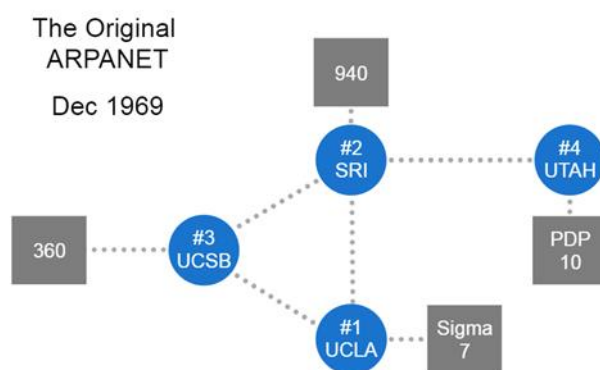 The Original
ARPANET
Dec 1969
940
#2
SRI
#4
UTAH
360
#3
UCSB
PDP
10
#1
UCLA
Sigma
7